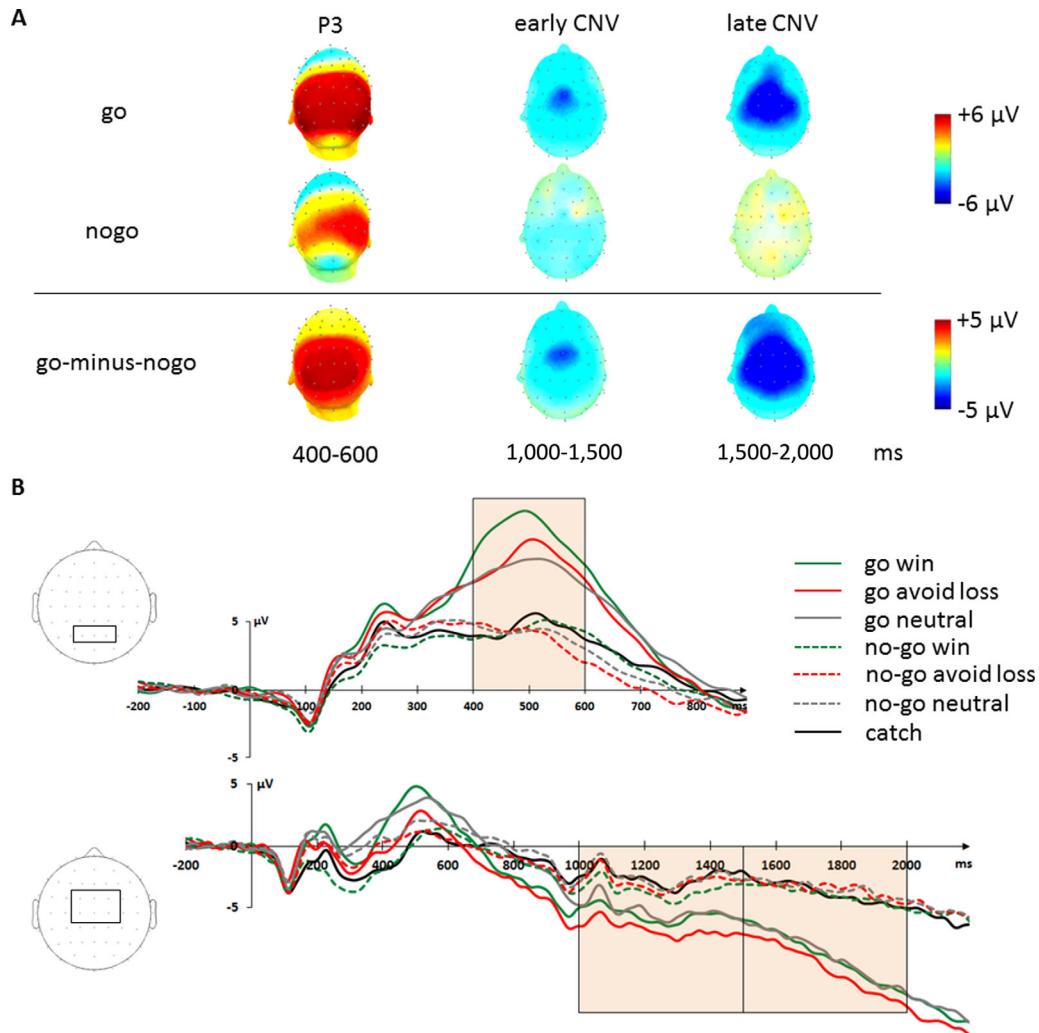 A
P3 early CNV late CNV
go
+6 µV
-6 µV
nogo
go-minus-nogo
+5 µV
-5 µV
400-600 1,000-1,500 1,500-2,000 ms
B
go win
go avoid loss
go neutral
no-go win
no-go avoid loss
no-go neutral
catch
5 µV
0
-5
-200 -100 100 200 300 400 500 600 700 800 ms
5 µV
0
-5
-200 200 400 600 800 1000 1200 1400 1600 1800 2000 ms